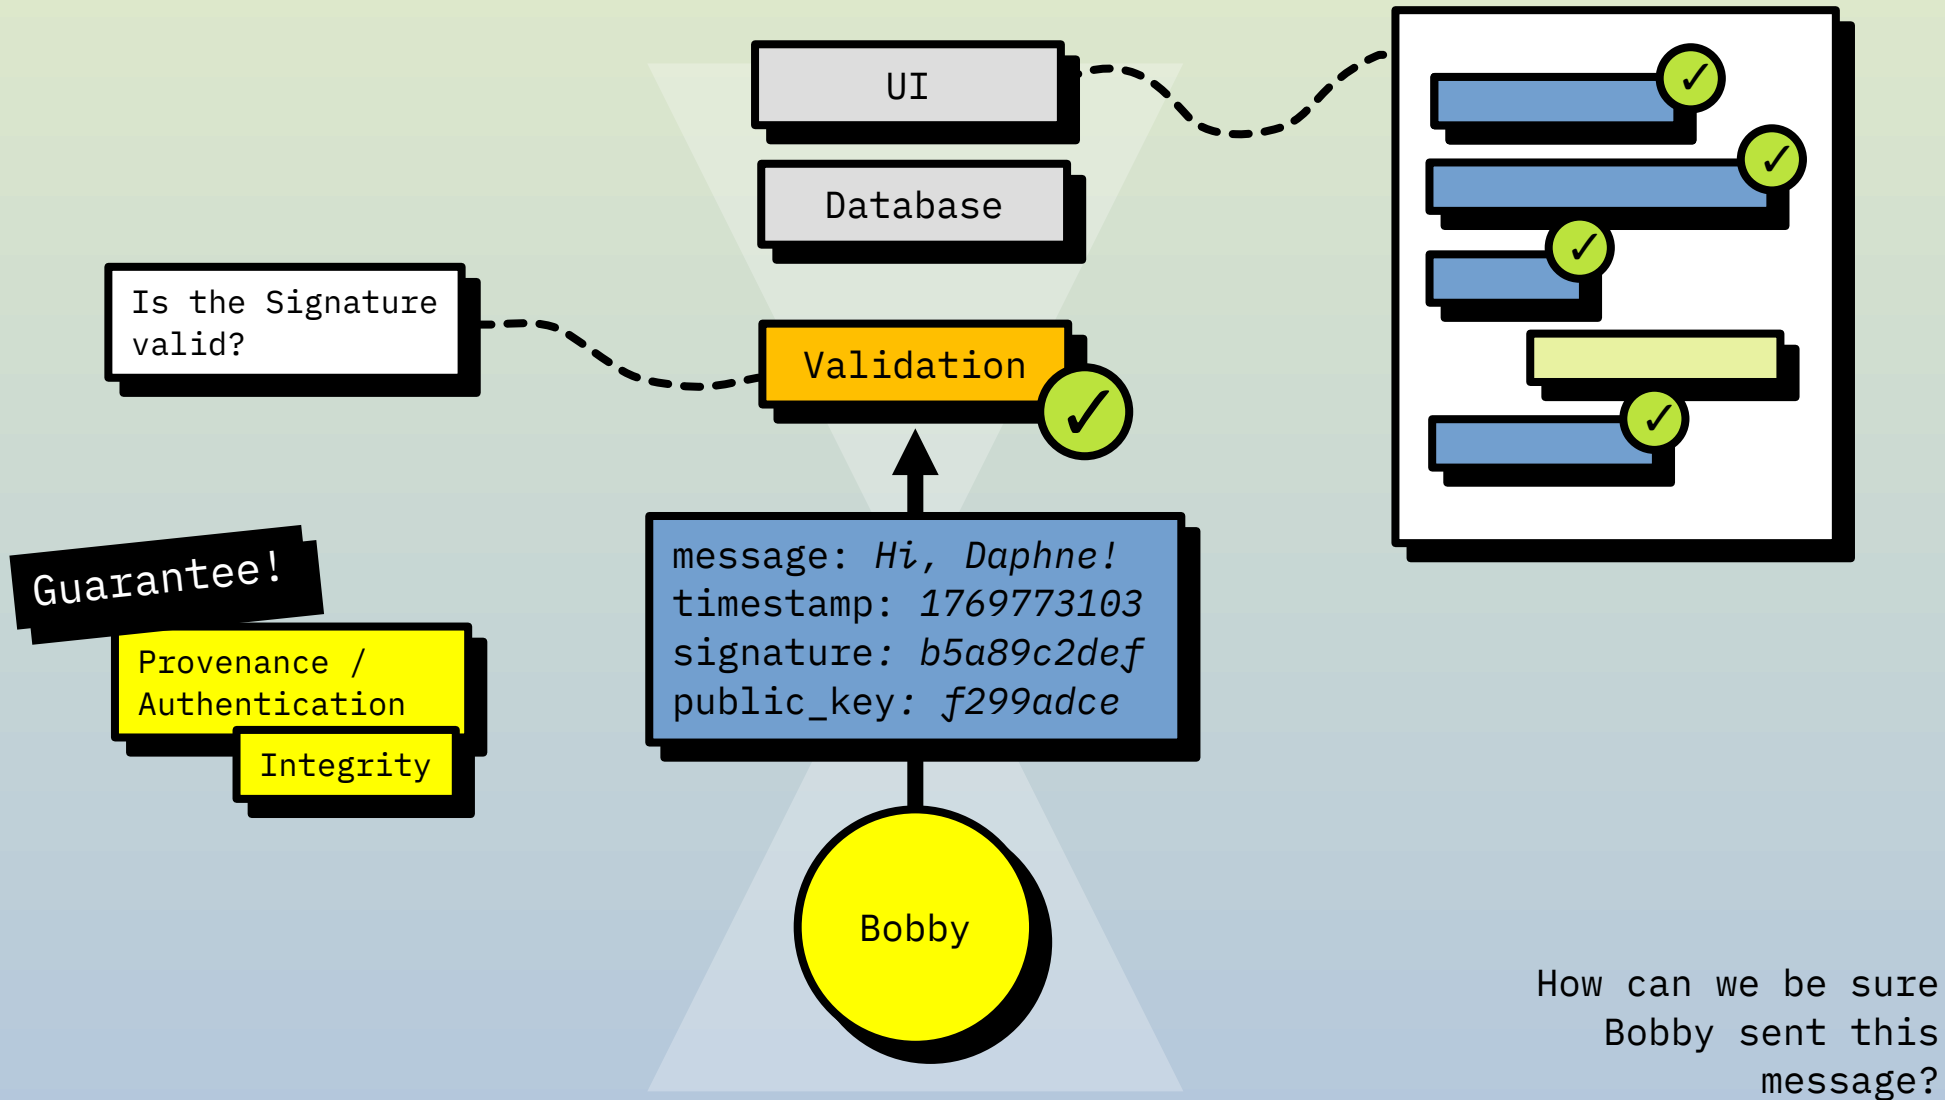 UI
Database
Is the Signature
valid?
Validation
message: Hi, Daphne!
timestamp: 1769773103
signature: b5a89c2def
public_key: f299adce
Guarantee!
Provenance /
Authentication
Integrity
Bobby
How can we be sure
Bobby sent this
message?